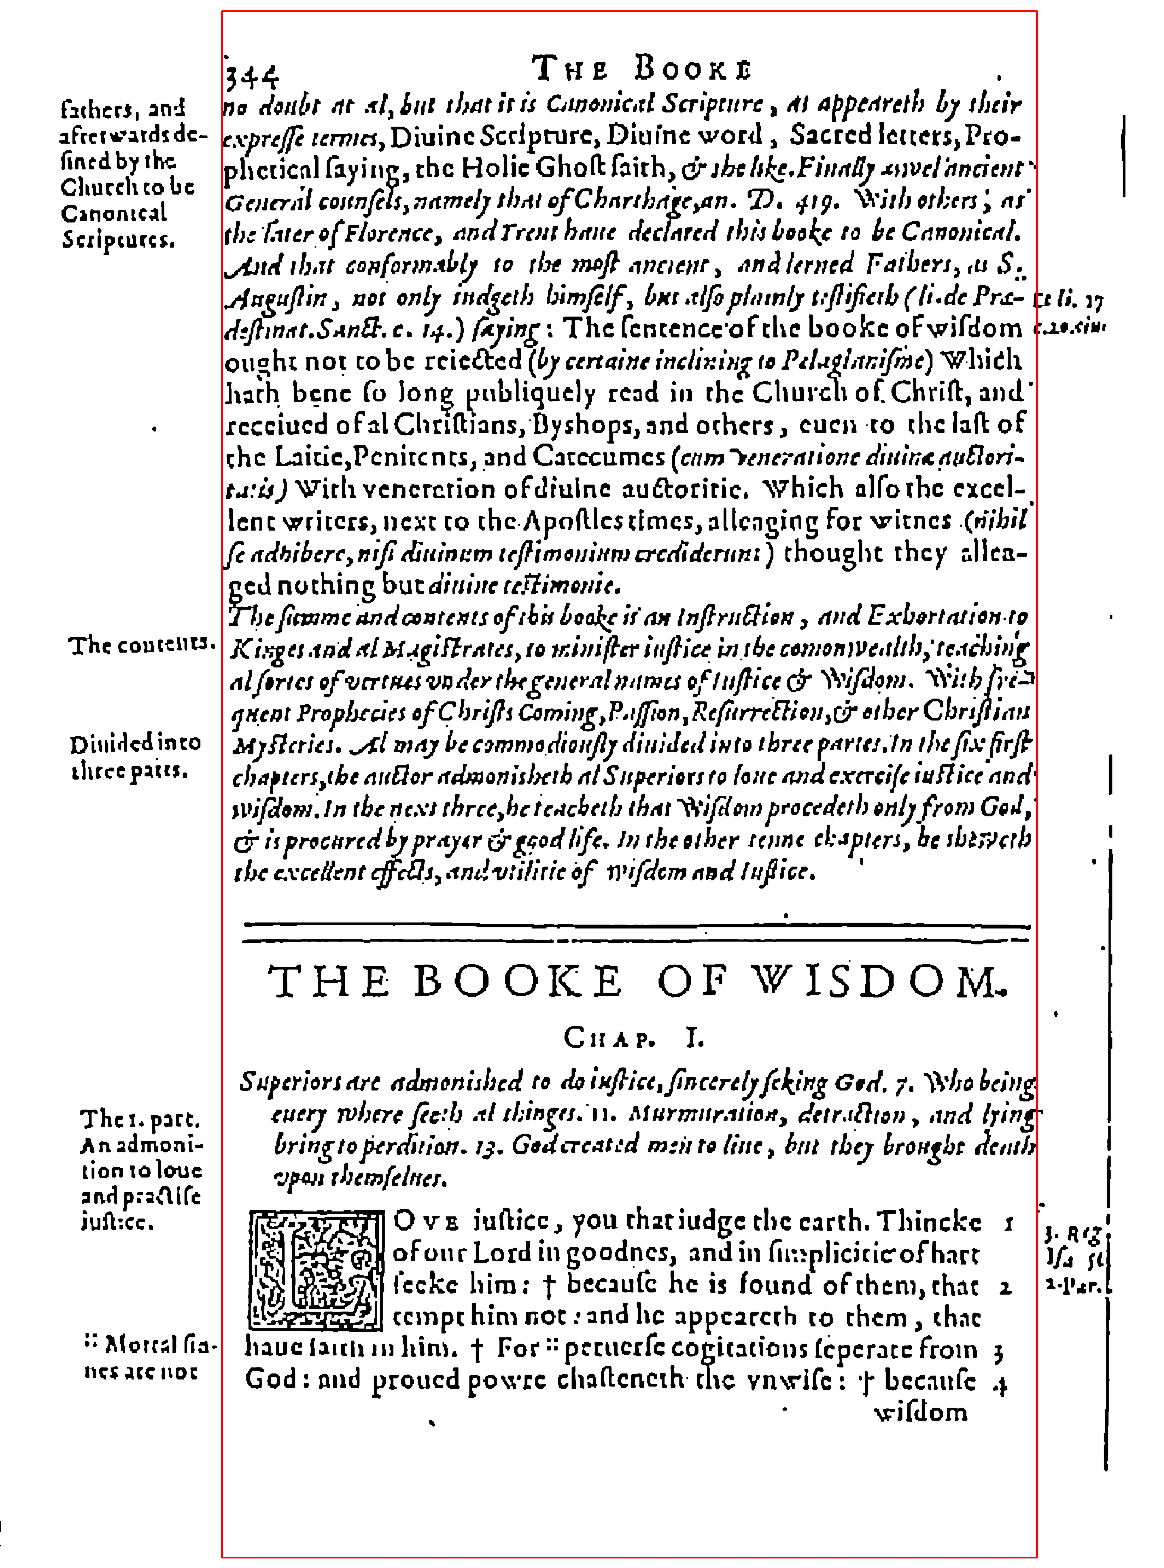 344 THE BOOKE
fathers, and
afterwards de-
fined by the
Church to be
Canonical
Scriptures.
no doubt at al, but that it is Canonical Scripture, as appeareth by their
expreſſe termes, Diuine Scripture, Diuine word, Sacred letters, Pro-
phetical ſaying, the Holie Ghoſt ſaith, & the like. Finally as wel ancient
General counſels, namely that of Charthage, an. D. 419. With others, as
the later of Florence, and Trent haue declared this booke to be Canonical.
And that conformably to the moſt ancient, and lerned Fathers, as S.
Auguſtin, not only iudgeth himſelf, but alſo plainly teſtifieth (li. de Præ-
deſtinat. Sanct. c. 14.) ſaying: The ſentence of the booke of wiſdom
ought not to be reiected (by certaine inclining to Pelagianiſme) Which
hath bene ſo long publiquely read in the Church of Chriſt, and
receiued of al Chriſtians, Byshops, and others, euen to the laſt of
the Laitie, Penitents, and Catecumes (cum veneratione diuinæ auctori-
tatis) With veneration of diuine auctoritie. Which alſo the excel-
lent writers, next to the Apoſtles times, alleaging for witnes (nihil
ſe adhibere, niſi diuinum teſtimonium crediderunt) thought they allea-
ged nothing but diuine teſtimonie.
li. 17
c. 20.
The contents.
The ſumme and contents of this booke is an Inſtruction, and Exhortation to
Kinges and al Magiſtrates, to miniſter iuſtice in the comonwealth, teaching
al ſortes of vertues vnder the general names of Iuſtice & Wiſdom. With fre-
quent Prophecies of Chriſts Coming, Paſſion, Reſurrection, & other Chriſtian
Myſteries. Al may be commodiouſly diuided into three partes. In the ſix firſt
chapters, the auctor admonisheth al Superiors to loue and exerciſe iuſtice and
wiſdom. In the next three, he teacheth that Wiſdom procedeth only from God,
& is procured by prayer & good life. In the other tenne chapters, he sheweth
the excellent effects, and vtilitie of wiſdom and Iuſtice.
Diuided into
three parts.
THE BOOKE OF WISDOM.
CHAP. I.
Superiors are admonished to do iuſtice, ſincerely ſeking God. 7. Who being
euery where ſeeth al thinges. 11. Murmuration, detraction, and lying
bring to perdition. 13. God created men to liue, but they brought death
vpon themſelues.
The 1. part.
An admoni-
tion to loue
and practiſe
iuſtice.
LOVE iuſtice, you that iudge the earth. Thincke 1
of our Lord in goodnes, and in ſimplicitie of hart
ſeeke him: † becauſe he is found of them, that 2
tempt him not: and he appeareth to them, that
haue faith in him. † For :: peruerſe cogitations ſeperate from 3
God: and proued powre chaſteneth the vnwiſe: † becauſe 4
wiſdom
3. Reg.
2. Par.
:: Mortal ſin-
nes are not